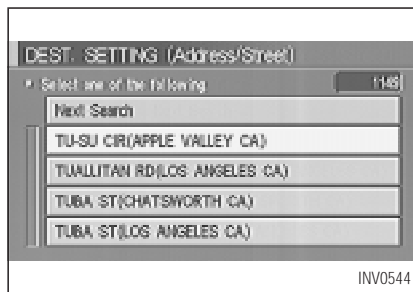 DEST. SETTING (Address/Street)
Select one of the following 1145
Next Search
TU-SU CIR(APPLE VALLEY CA)
TUALLITAN RD(LOS ANGELES CA)
TUBA ST(CHATSWORTH CA)
TUBA ST(LOS ANGELES CA)
INV0544